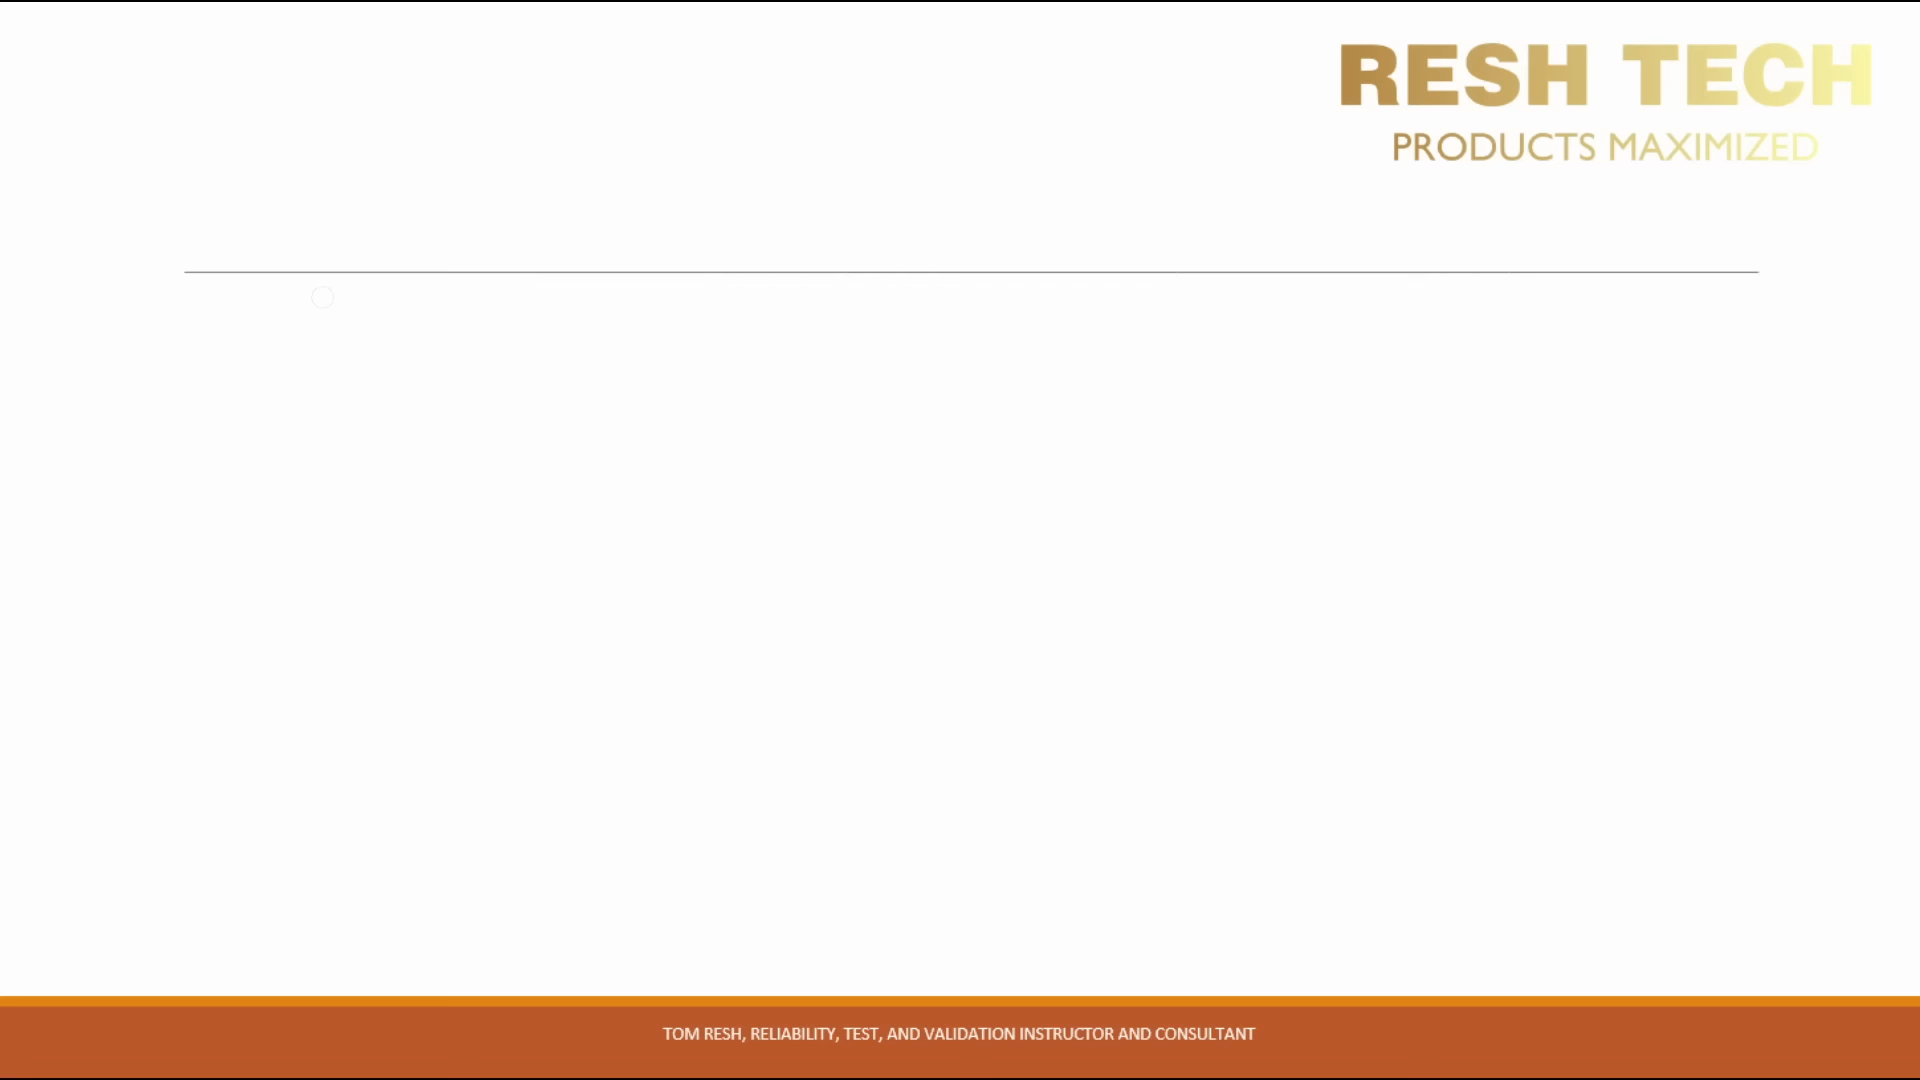 RESH TECH
PRODUCTS MAXIMIZED
TOM RESH, RELIABILITY, TEST, AND VALIDATION INSTRUCTOR AND CONSULTANT